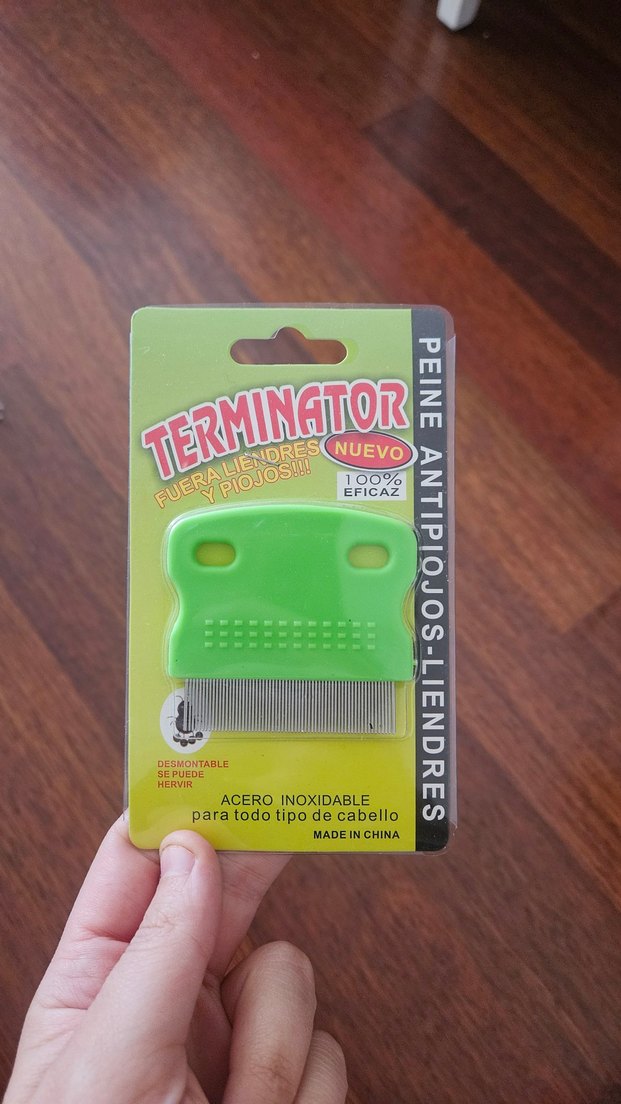 TERMINATOR
FUERA LIENDRES
Y PIOJOS!!!
NUEVO
100%
EFICAZ
PEINE ANTIPIOJOS-LIENDRES
DESMONTABLE
SE PUEDE
HERVIR
ACERO INOXIDABLE
para todo tipo de cabello
MADE IN CHINA